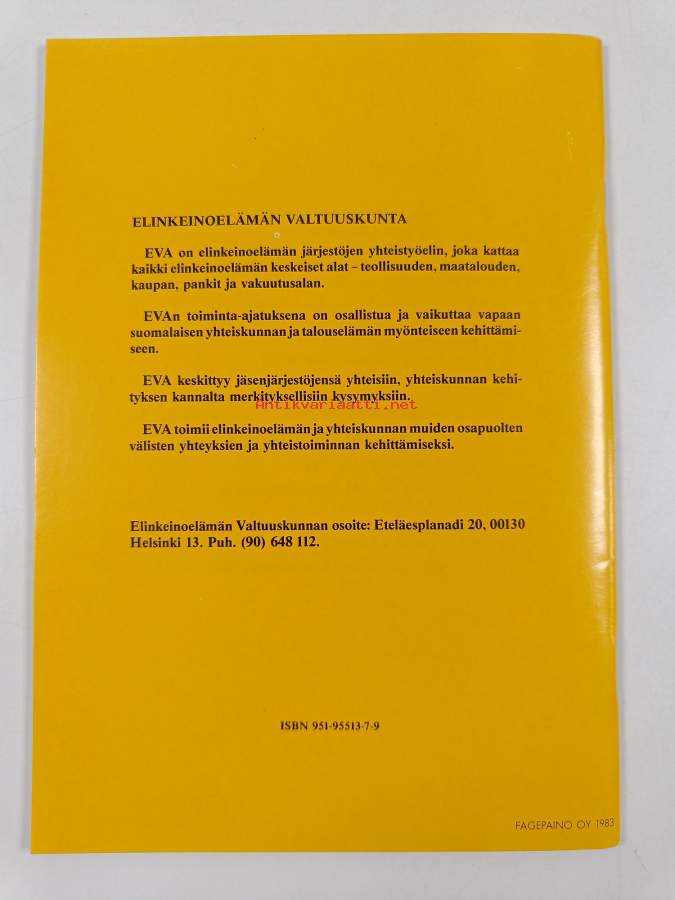 ELINKEINOELÄMÄN VALTUUSKUNTA
EVA on elinkeinoelämän järjestöjen yhteistyöelin, joka kattaa
kaikki elinkeinoelämän keskeiset alat – teollisuuden, maatalouden,
kaupan, pankit ja vakuutusalan.
EVAn toiminta-ajatuksena on osallistua ja vaikuttaa vapaan
suomalaisen yhteiskunnan ja talouselämän myönteiseen kehittämi-
seen.
EVA keskittyy jäsenjärjestöjensä yhteisiin, yhteiskunnan kehi-
tyksen kannalta merkityksellisiin kysymyksiin.
Antikvariaatti.net
EVA toimii elinkeinoelämän ja yhteiskunnan muiden osapuolten
välisten yhteyksien ja yhteistoiminnan kehittämiseksi.
Elinkeinoelämän Valtuuskunnan osoite: Eteläesplanadi 20, 00130
Helsinki 13. Puh. (90) 648 112.
ISBN 951-95513-7-9
FAGEPAINO OY 1983